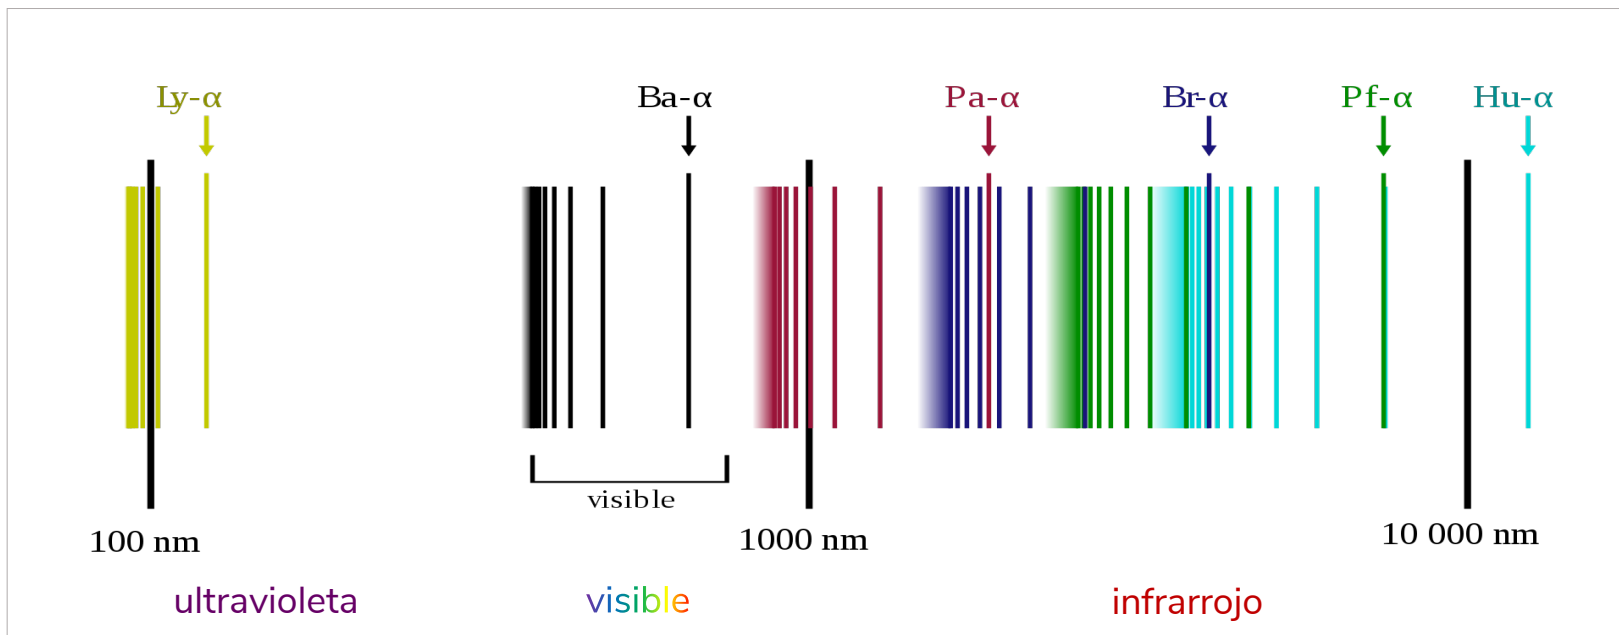 Ly-α Ba-α Pa-α Br-α Pf-α Hu-α
visible
100 nm 1000 nm 10 000 nm
ultravioleta visible infrarrojo